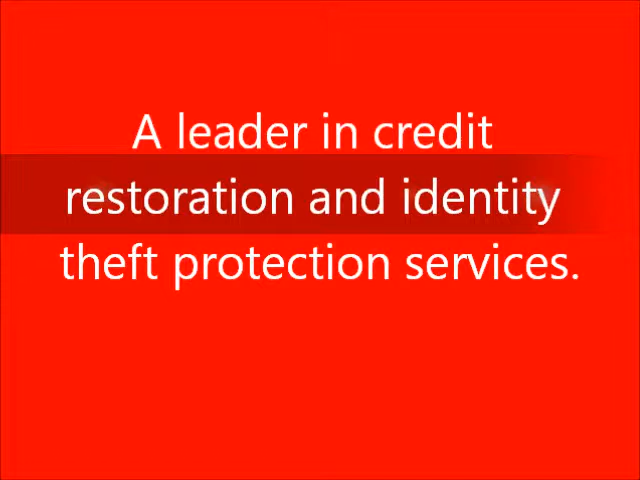 A leader in credit
restoration and identity
theft protection services.